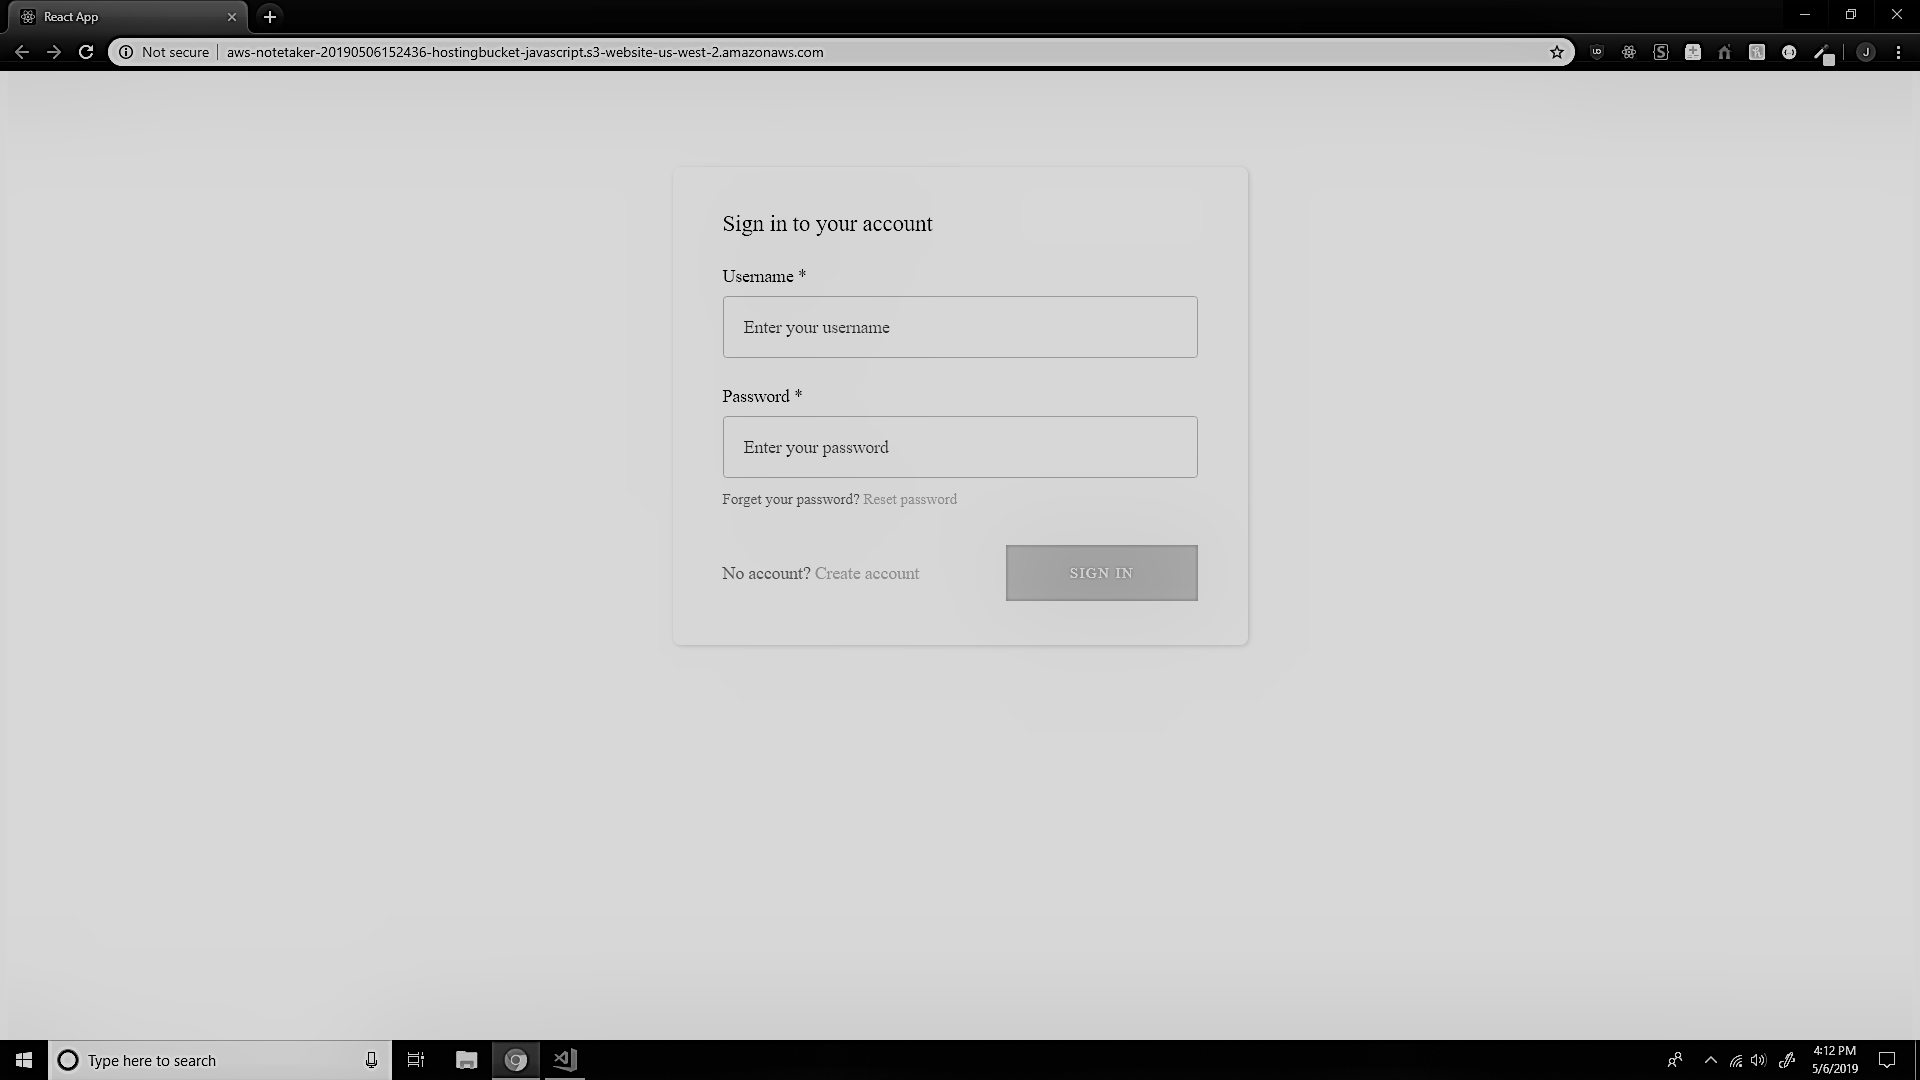 React App
Not secure aws-notetaker-20190506152436-hostingbucket-javascript.s3-website-us-west-2.amazonaws.com
J
Sign in to your account
Username *
Enter your username
Password *
Enter your password
Forget your password? Reset password
No account? Create account
SIGN IN
Type here to search
4:12 PM
5/6/2019